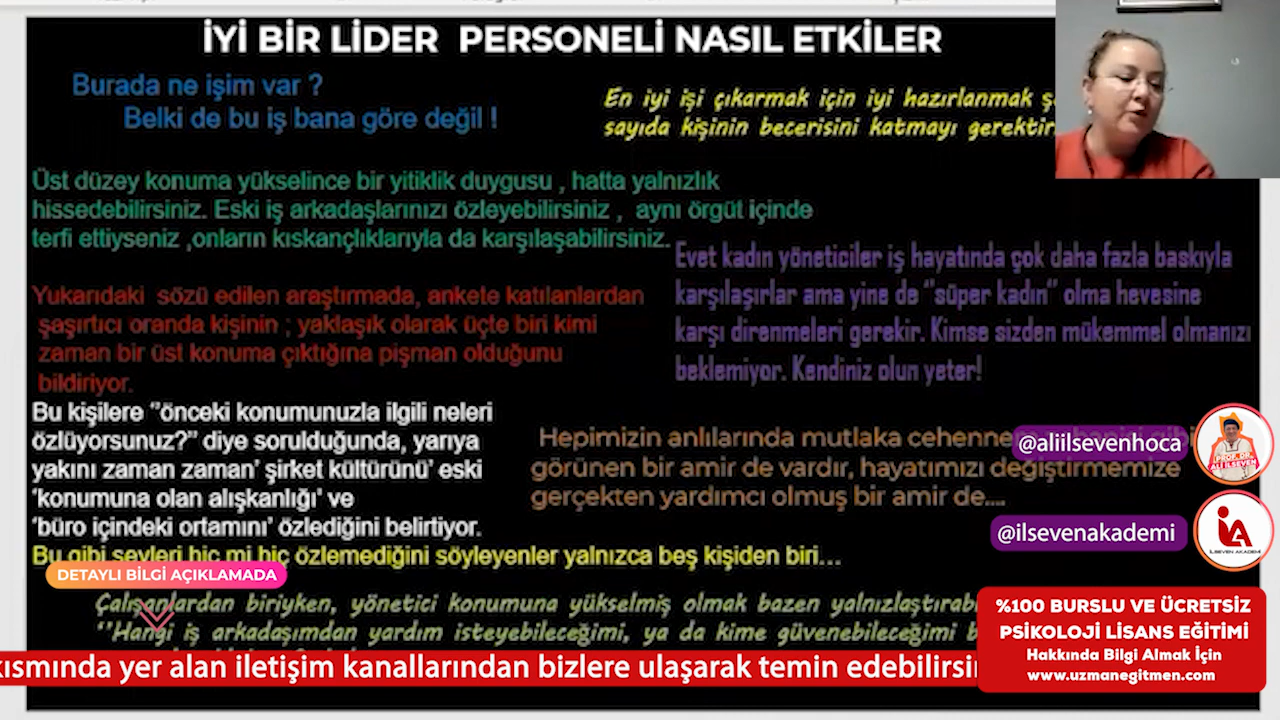 İYİ BİR LİDER PERSONELİ NASIL ETKİLER
Burada ne işim var ?
Belki de bu iş bana göre değil !
En iyi işi çıkarmak için iyi hazırlanmak
sayıda kişinin becerisini katmayı
Üst düzey konuma yükselince bir yitiklik duygusu , hatta yalnızlık
hissedebilirsiniz. Eski iş arkadaşlarınızı özleyebilirsiniz , aynı örgüt içinde
terfi ettiyseniz ,onların kıskançlıklarıyla da karşılaşabilirsiniz.
Evet kadın yöneticiler iş hayatında çok daha fazla baskıyla
karşılaşırlar ama yine de ‘’süper kadın’’ olma hevesine
karşı direnmeleri gerekir. Kimse sizden mükemmel olmanızı
beklemiyor. Kendiniz olun yeter!
Yukarıdaki sözü edilen araştırmada, ankete katılanlardan
şaşırtıcı oranda kişinin ; yaklaşık olarak üçte biri kimi
zaman bir üst konuma çıktığına pişman olduğunu
bildiriyor.
Bu kişilere ‘’önceki konumunuzla ilgili neleri
özlüyorsunuz?’’ diye sorulduğunda, yarıya
yakını zaman zaman’ şirket kültürünü’ eski
‘konumuna olan alışkanlığı’ ve
‘büro içindeki ortamını’ özlediğini belirtiyor.
Bu gibi şeyleri hiç mi hiç özlemediğini söyleyenler yalnızca beş kişiden biri...
Hepimizin anlılarında mutlaka
görünen bir amir de vardır, hayatımızı değiştirmemize
gerçekten yardımcı olmuş bir amir de....
@aliilsevenhoca
PROF. DR.
ALİ İLSEVEN
@ilsevenakademi
İLSEVEN AKADEMİ
DETAYLI BİLGİ AÇIKLAMADA
Çalışanlardan biriyken, yönetici konumuna yükselmiş olmak bazen
‘’Hangi iş arkadaşımdan yardım isteyebileceğimi, ya da kime güvenebileceğimi
kısmında yer alan iletişim kanallarından bizlere ulaşarak temin
%100 BURSLU VE ÜCRETSİZ
PSİKOLOJİ LİSANS EĞİTİMİ
Hakkında Bilgi Almak İçin
www.uzmanegitmen.com